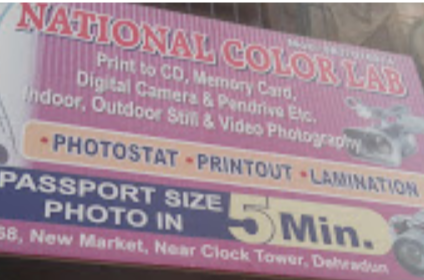 NATIONAL COLOR LAB
Print to CD, Memory Card,
Digital Camera & Pendrive Etc.
Indoor, Outdoor Still & Video Photography
• PHOTOSTAT • PRINTOUT • LAMINATION
PASSPORT SIZE
PHOTO IN 5 Min.
68, New Market, Near Clock Tower, Dehradun